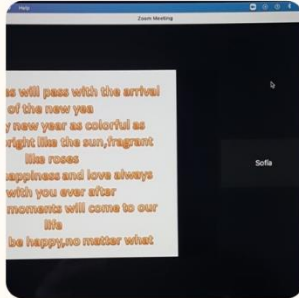 Help
Zoom Meeting
as will pass with the arrival
of the new yea
y new year as colorful as
right like the sun,fragrant
like roses
happiness and love always
with you ever after
moments will come to our
life
be happy,no matter what
Sofia